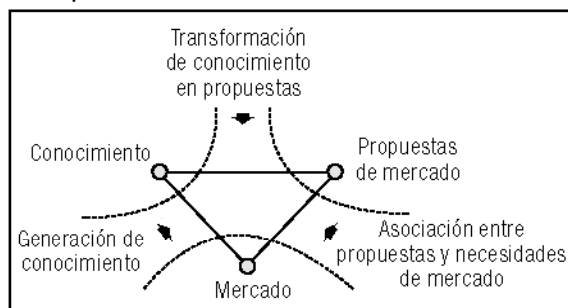 Transformación
de conocimiento
en propuestas
Conocimiento
Propuestas
de mercado
Generación de
conocimiento
Asociación entre
propuestas y necesidades
de mercado
Mercado